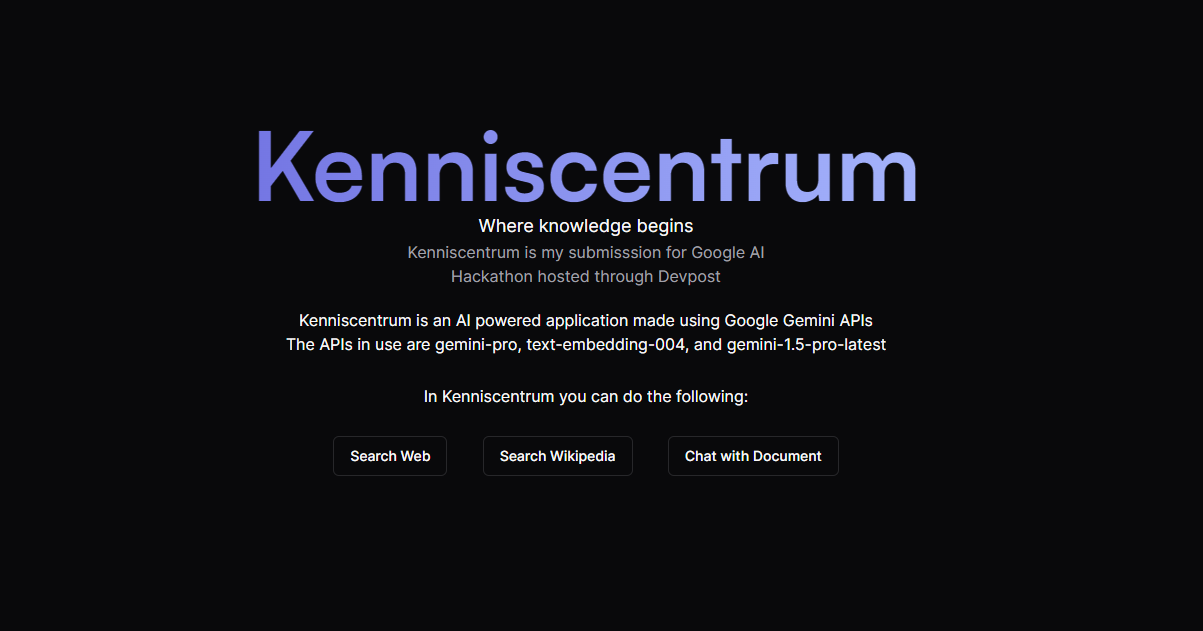 Kenniscentrum
Where knowledge begins
Kenniscentrum is my submisssion for Google AI
Hackathon hosted through Devpost
Kenniscentrum is an AI powered application made using Google Gemini APIs
The APIs in use are gemini-pro, text-embedding-004, and gemini-1.5-pro-latest
In Kenniscentrum you can do the following:
Search Web
Search Wikipedia
Chat with Document